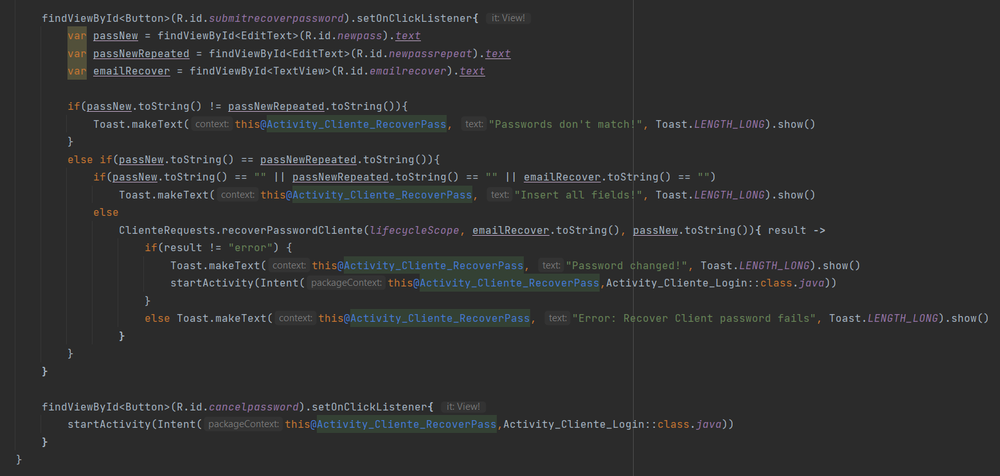 findViewById<Button>(R.id.submitrecoverpassword).setOnClickListener{ it: View!
var passNew = findViewById<EditText>(R.id.newpass).text
var passNewRepeated = findViewById<EditText>(R.id.newpassrepeat).text
var emailRecover = findViewById<TextView>(R.id.emailrecover).text
if(passNew.toString() != passNewRepeated.toString()){
Toast.makeText( context: this@Activity_Cliente_RecoverPass, text: "Passwords don't match!", Toast.LENGTH_LONG).show()
}
else if(passNew.toString() == passNewRepeated.toString()){
if(passNew.toString() == "" || passNewRepeated.toString() == "" || emailRecover.toString() == "")
Toast.makeText( context: this@Activity_Cliente_RecoverPass, text: "Insert all fields!", Toast.LENGTH_LONG).show()
else
ClienteRequests.recoverPasswordCliente(lifecycleScope, emailRecover.toString(), passNew.toString()){ result ->
if(result != "error") {
Toast.makeText( context: this@Activity_Cliente_RecoverPass, text: "Password changed!", Toast.LENGTH_LONG).show()
startActivity(Intent( packageContext: this@Activity_Cliente_RecoverPass,Activity_Cliente_Login::class.java))
}
else Toast.makeText( context: this@Activity_Cliente_RecoverPass, text: "Error: Recover Client password fails", Toast.LENGTH_LONG).show()
}
}
}
findViewById<Button>(R.id.cancelpassword).setOnClickListener{ it: View!
startActivity(Intent( packageContext: this@Activity_Cliente_RecoverPass,Activity_Cliente_Login::class.java))
}
}